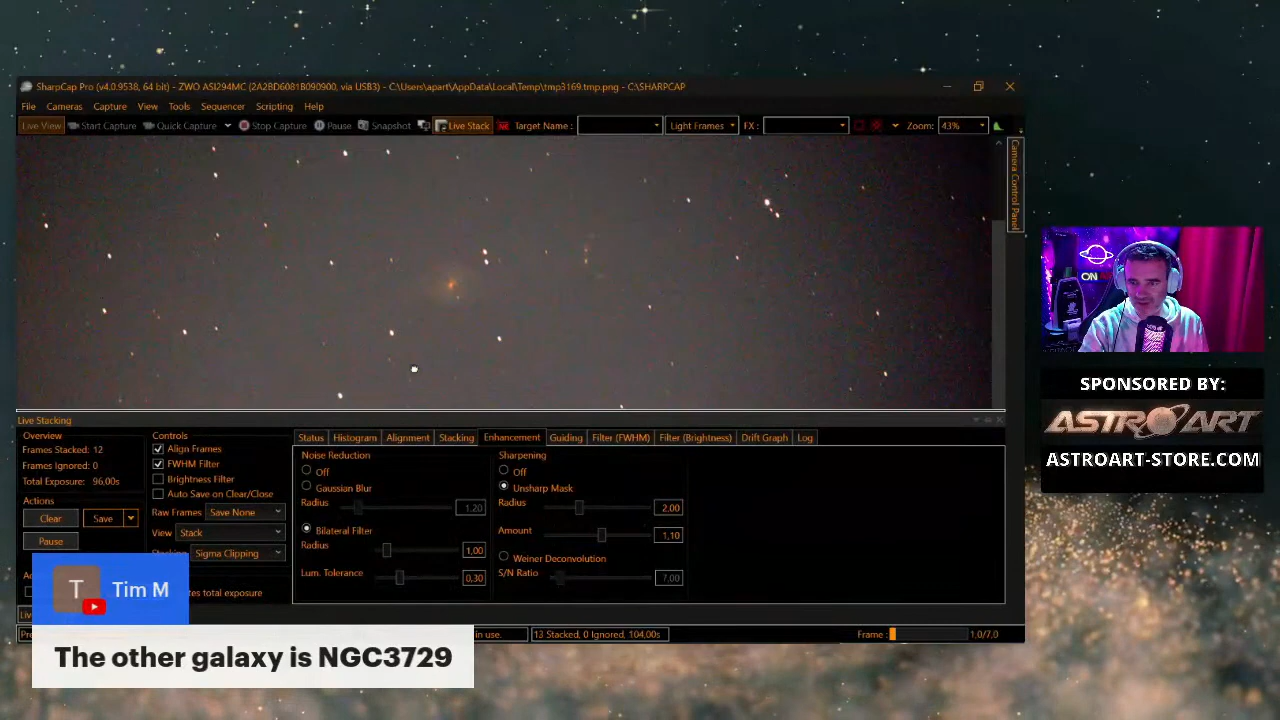 SharpCap Pro (v4.0.9538, 64 bit) - ZWO ASI294MC (2A2BD6081B090900, via USB3) - C:\Users\apart\AppData\Local\Temp\tmp3169.tmp.png - C:\SHARPCAP
File Cameras Capture View Tools Sequencer Scripting Help
Live View Start Capture Quick Capture Stop Capture Pause Snapshot Live Stack Target Name : Light Frames FX : Zoom: 43%
Camera Control Panel
ON
SPONSORED BY:
ASTROART
ASTROART-STORE.COM
Live Stacking
Overview
Frames Stacked: 12
Frames Ignored: 0
Total Exposure: 96,00s
Actions
Clear Save
Pause
Controls
Align Frames
FWHM Filter
Brightness Filter
Auto Save on Clear/Close
Raw Frames Save None
View Stack
Sigma Clipping
total exposure
Status Histogram Alignment Stacking Enhancement Guiding Filter (FWHM) Filter (Brightness) Drift Graph Log
Noise Reduction
Off
Gaussian Blur
Radius 1.20
Bilateral Filter
Radius 1,00
Lum. Tolerance 0,30
Sharpening
Off
Unsharp Mask
Radius 2.00
Amount 1,10
Weiner Deconvolution
S/N Ratio 7.00
in use. 13 Stacked, 0 Ignored, 104,00s Frame : 1,0/7,0
T Tim M
The other galaxy is NGC3729